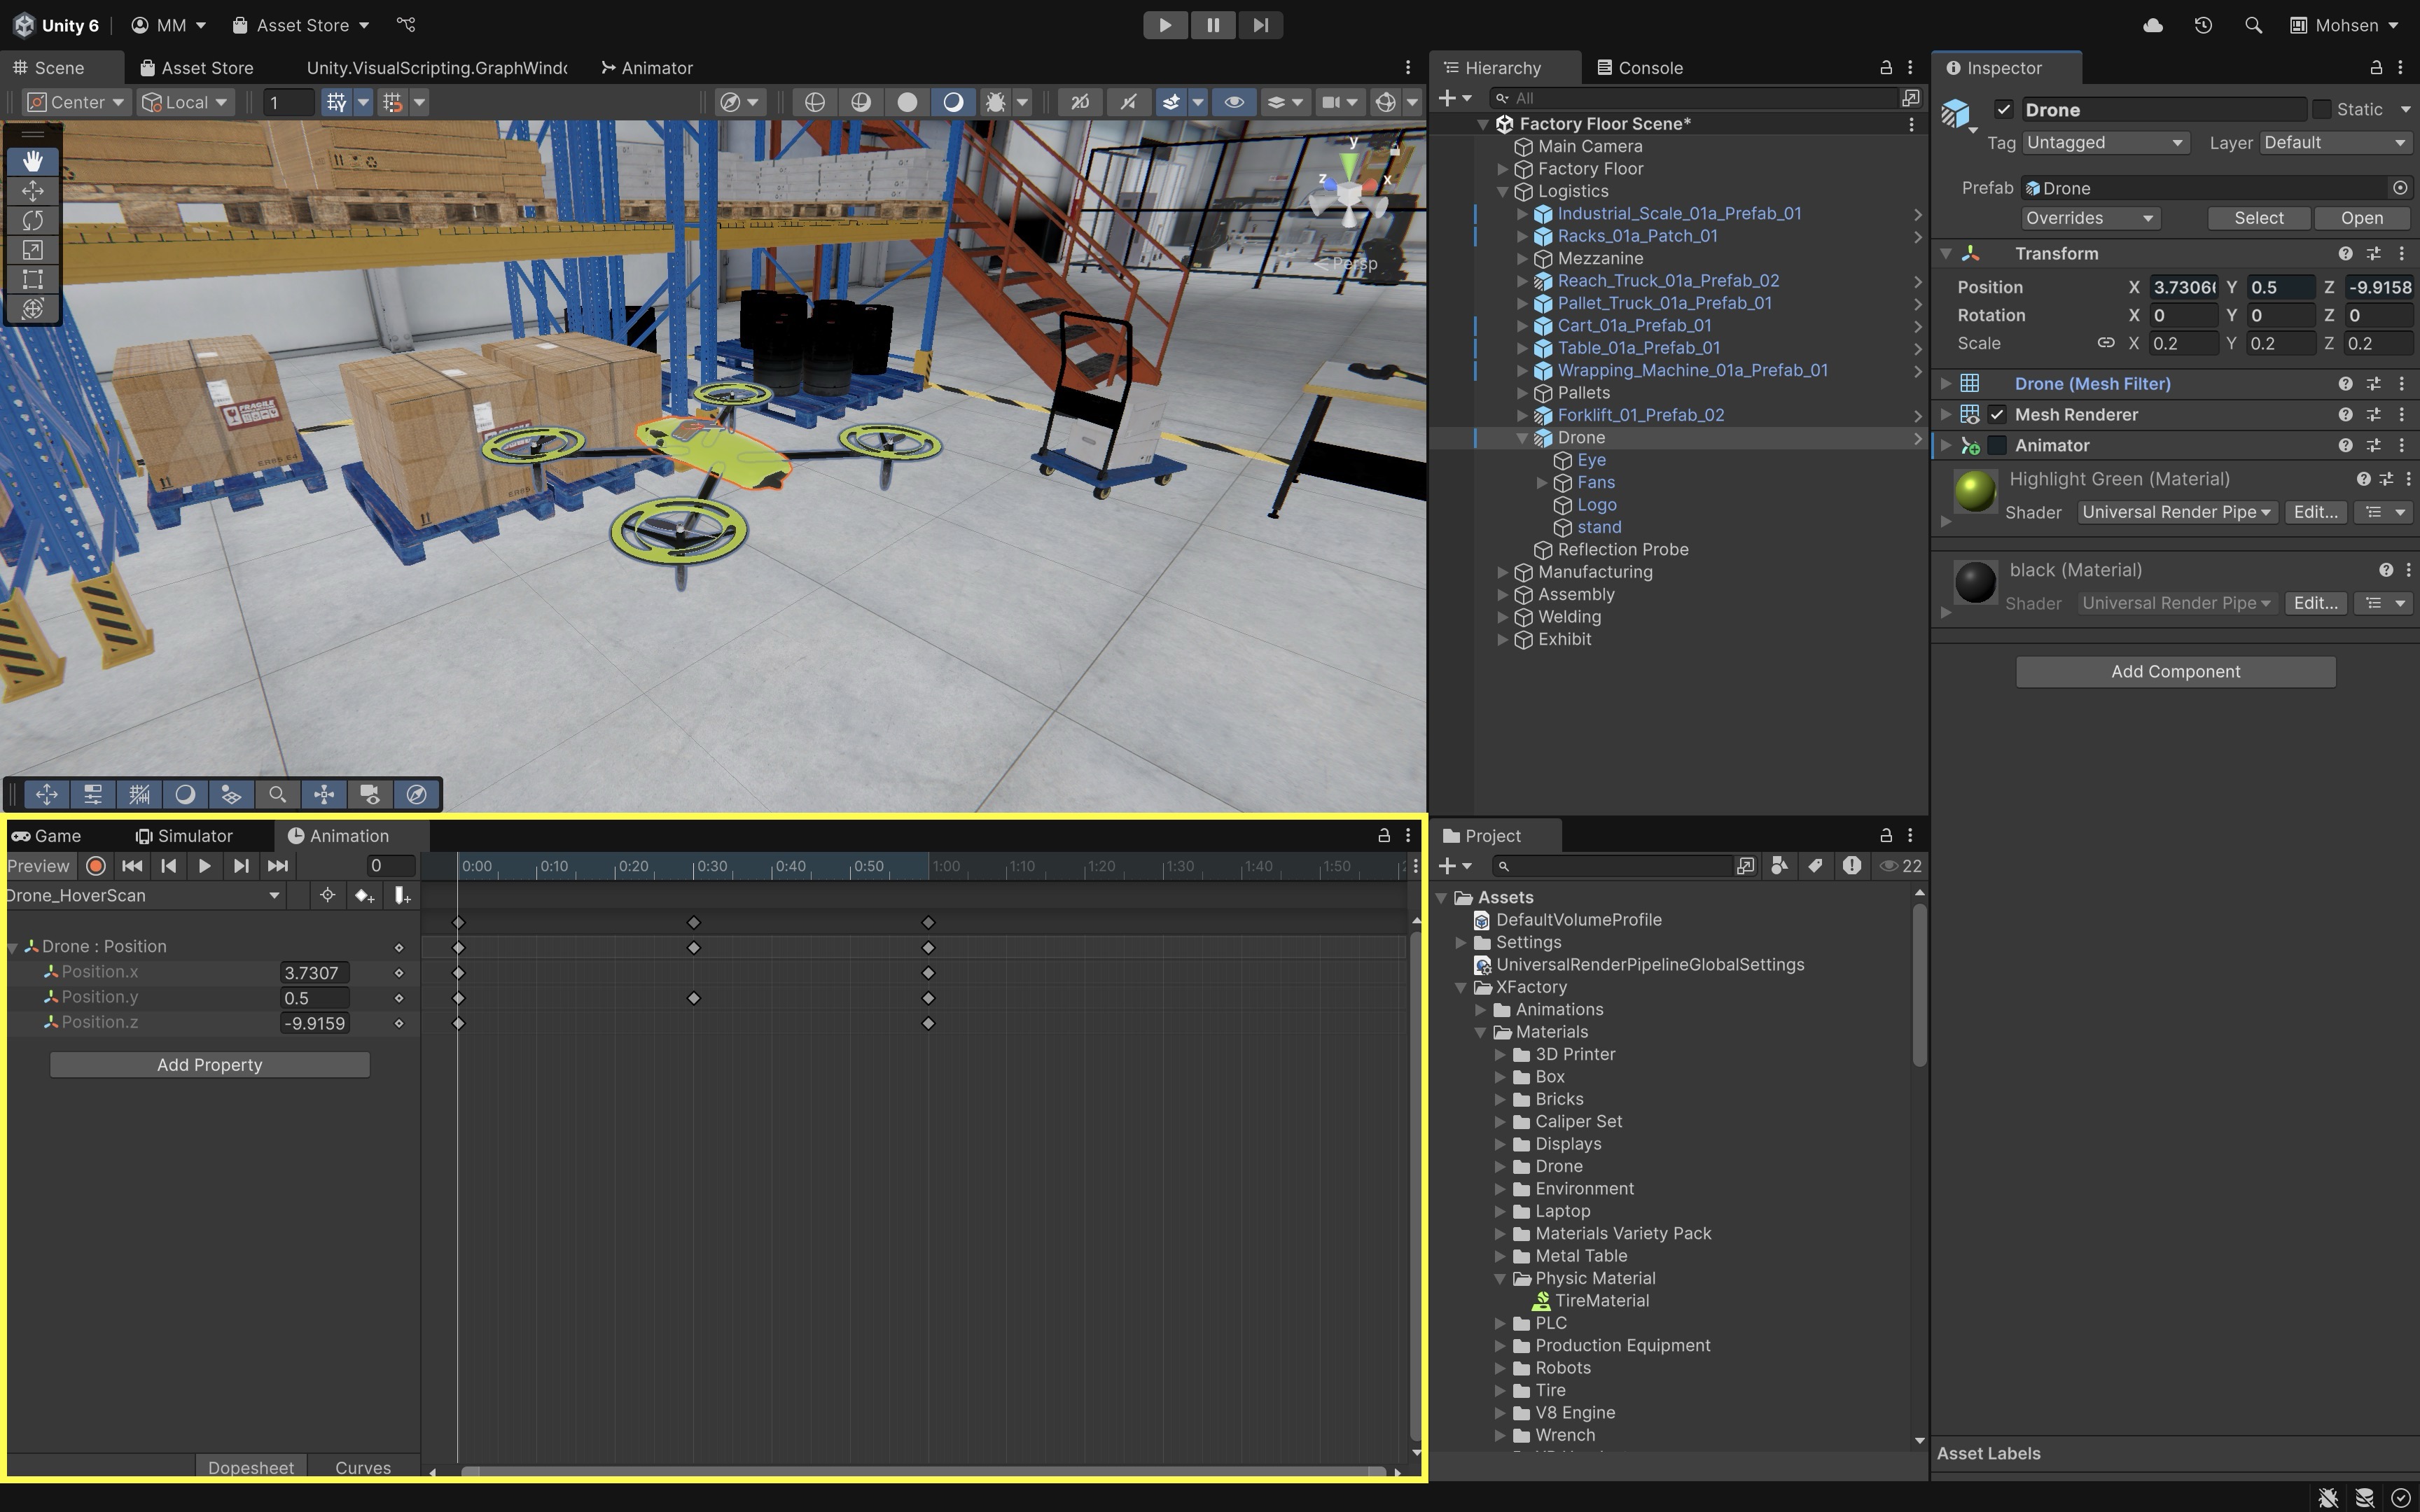 Unity 6
MM
Asset Store
Mohsen
Scene
Asset Store
Unity.VisualScripting.GraphWindo
Animator
Center
Local
1
2D
y
z
x
Persp
FRAGILE
Hierarchy
Console
All
Factory Floor Scene*
Main Camera
Factory Floor
Logistics
Industrial_Scale_01a_Prefab_01
Racks_01a_Patch_01
Mezzanine
Reach_Truck_01a_Prefab_02
Pallet_Truck_01a_Prefab_01
Cart_01a_Prefab_01
Table_01a_Prefab_01
Wrapping_Machine_01a_Prefab_01
Pallets
Forklift_01_Prefab_02
Drone
Eye
Fans
Logo
stand
Reflection Probe
Manufacturing
Assembly
Welding
Exhibit
Inspector
Drone
Static
Tag Untagged Layer Default
Prefab Drone
Overrides Select Open
Transform
Position X 3.7306 Y 0.5 Z -9.9158
Rotation X 0 Y 0 Z 0
Scale X 0.2 Y 0.2 Z 0.2
Drone (Mesh Filter)
Mesh Renderer
Animator
Highlight Green (Material)
Shader Universal Render Pipe Edit...
black (Material)
Shader Universal Render Pipe Edit...
Add Component
Asset Labels
Game
Simulator
Animation
Preview
0
0:00 0:10 0:20 0:30 0:40 0:50 1:00 1:10 1:20 1:30 1:40 1:50
Drone_HoverScan
Drone : Position
Position.x 3.7307
Position.y 0.5
Position.z -9.9159
Add Property
Dopesheet
Curves
Project
22
Assets
DefaultVolumeProfile
Settings
UniversalRenderPipelineGlobalSettings
XFactory
Animations
Materials
3D Printer
Box
Bricks
Caliper Set
Displays
Drone
Environment
Laptop
Materials Variety Pack
Metal Table
Physic Material
TireMaterial
PLC
Production Equipment
Robots
Tire
V8 Engine
Wrench